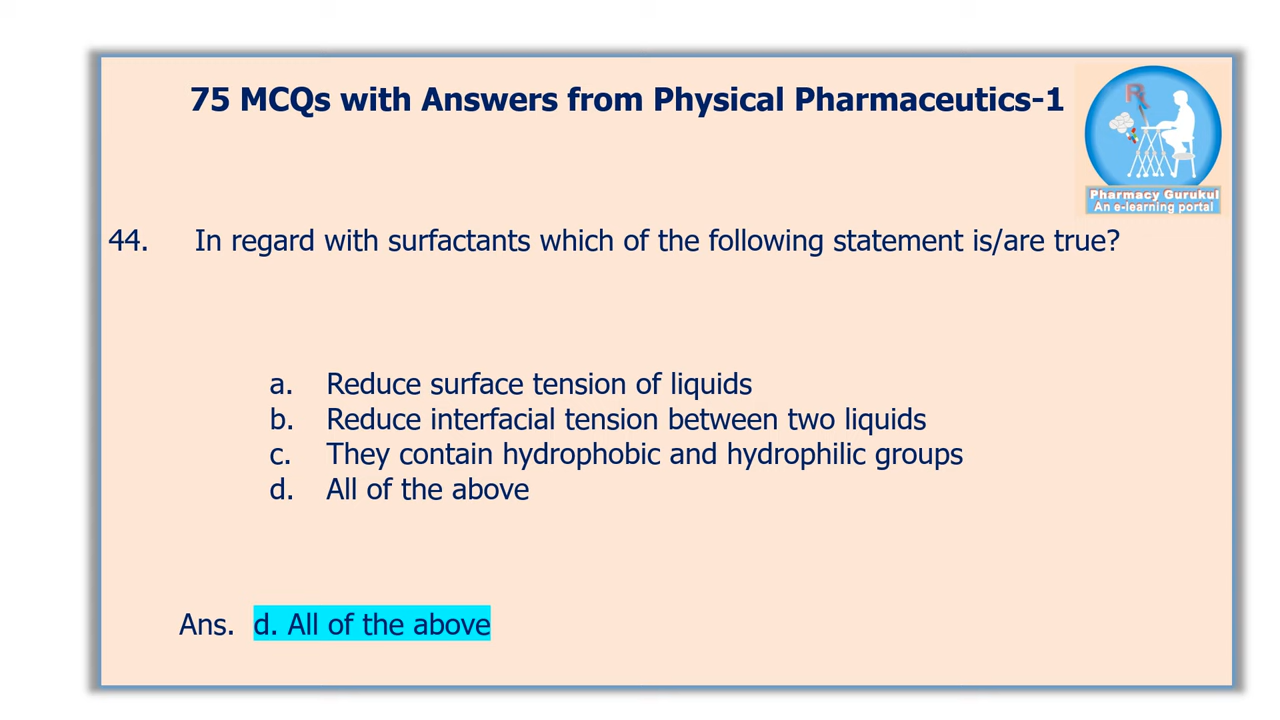 75 MCQs with Answers from Physical Pharmaceutics-1
Pharmacy Gurukul
An e-learning portal
44. In regard with surfactants which of the following statement is/are true?
a. Reduce surface tension of liquids
b. Reduce interfacial tension between two liquids
c. They contain hydrophobic and hydrophilic groups
d. All of the above
Ans. d. All of the above